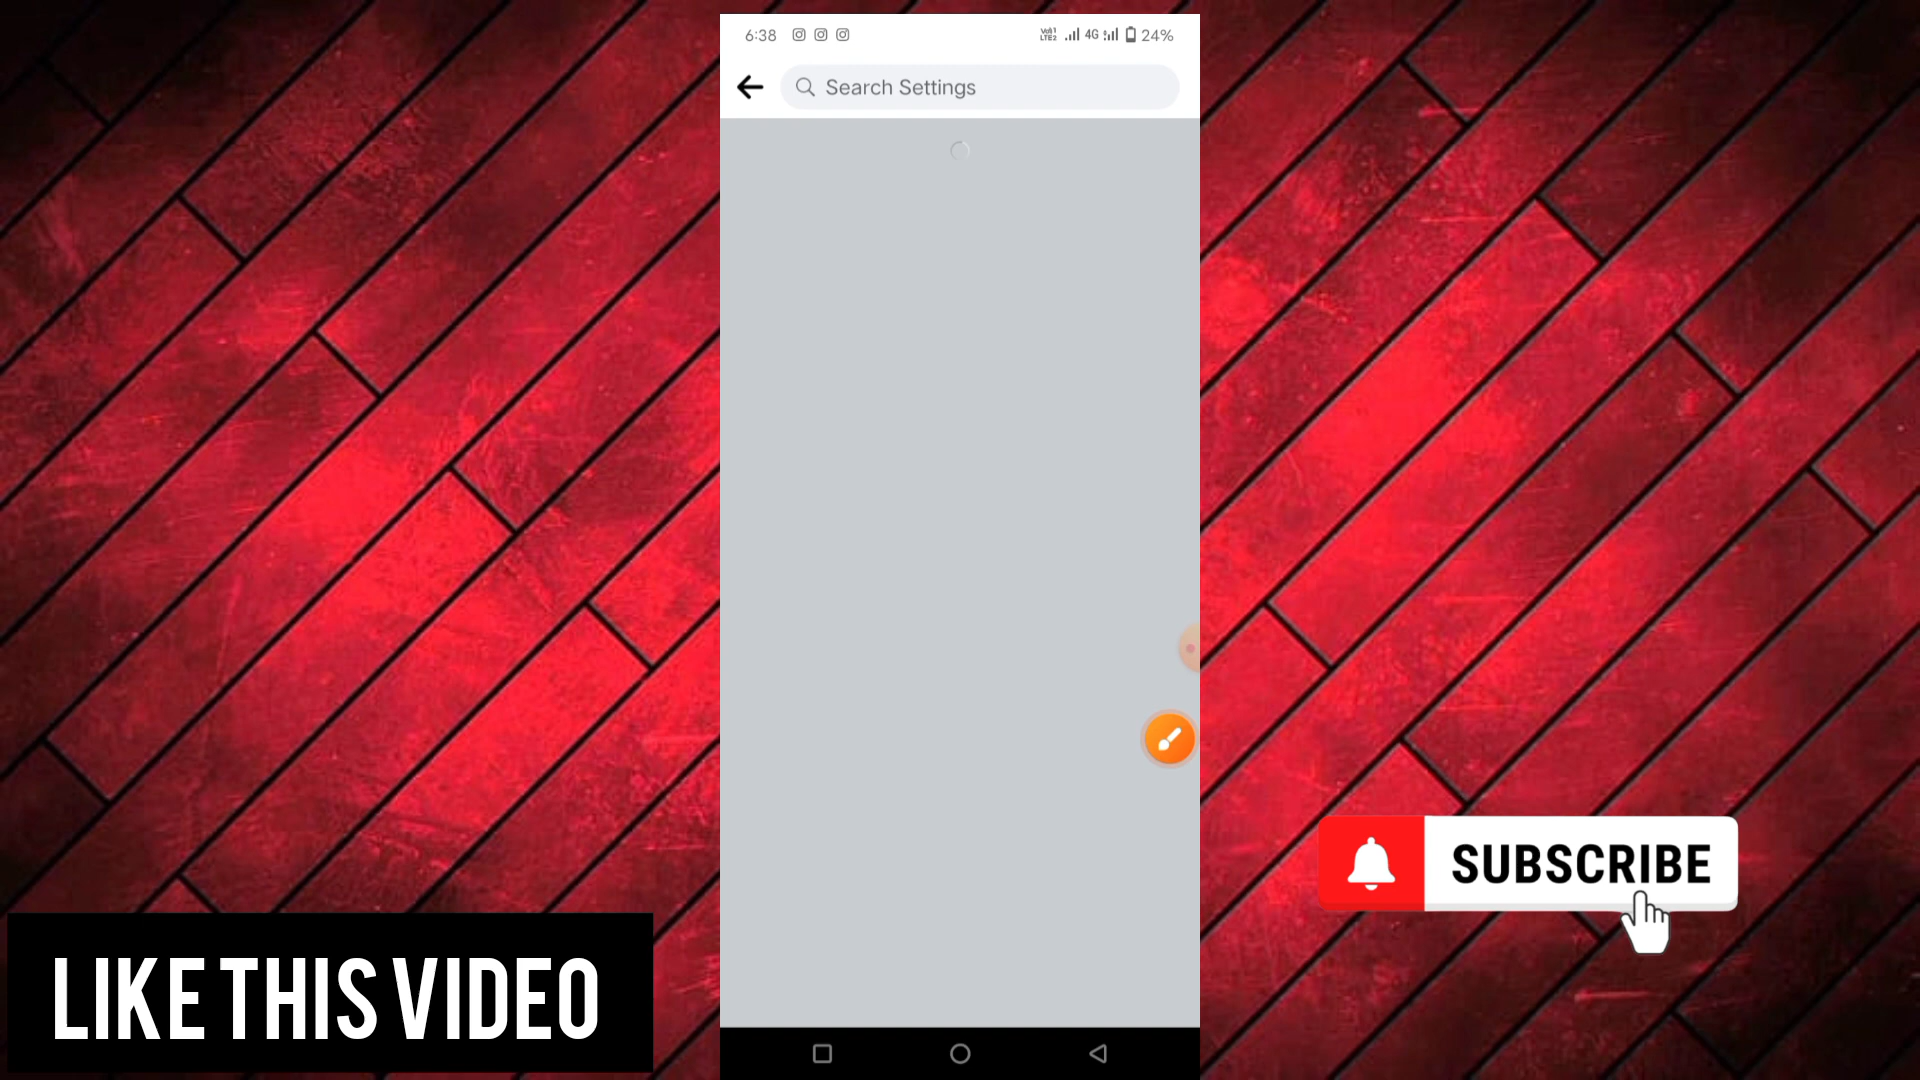 6:38
4G
24%
Search Settings
SUBSCRIBE
LIKE THIS VIDEO